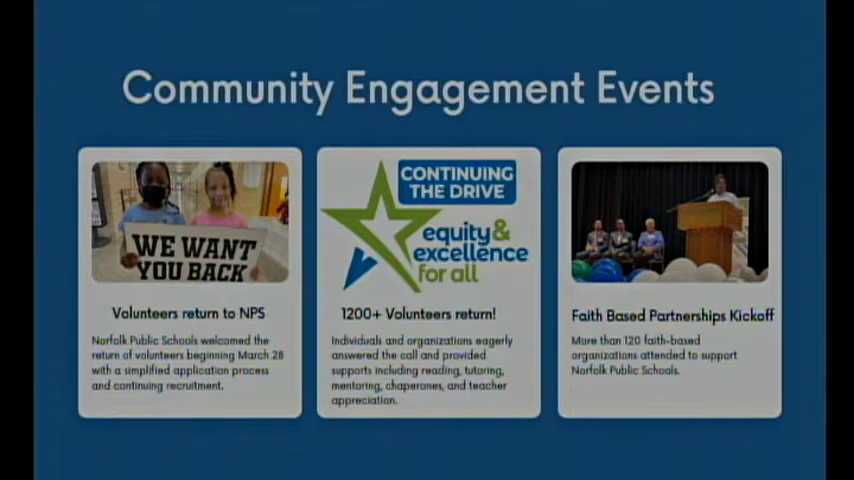 Community Engagement Events
WE WANT
YOU BACK
Volunteers return to NPS
Norfolk Public Schools welcomed the
return of volunteers beginning March 28
with a simplified application process
and continuing recruitment.
CONTINUING
THE DRIVE
equity &
excellence
for all
1200+ Volunteers return!
Individuals and organizations eagerly
answered the call and provided
supports including reading, tutoring,
mentoring, chaperones, and teacher
appreciation.
Faith Based Partnerships Kickoff
More than 120 faith-based
organizations attended to support
Norfolk Public Schools.